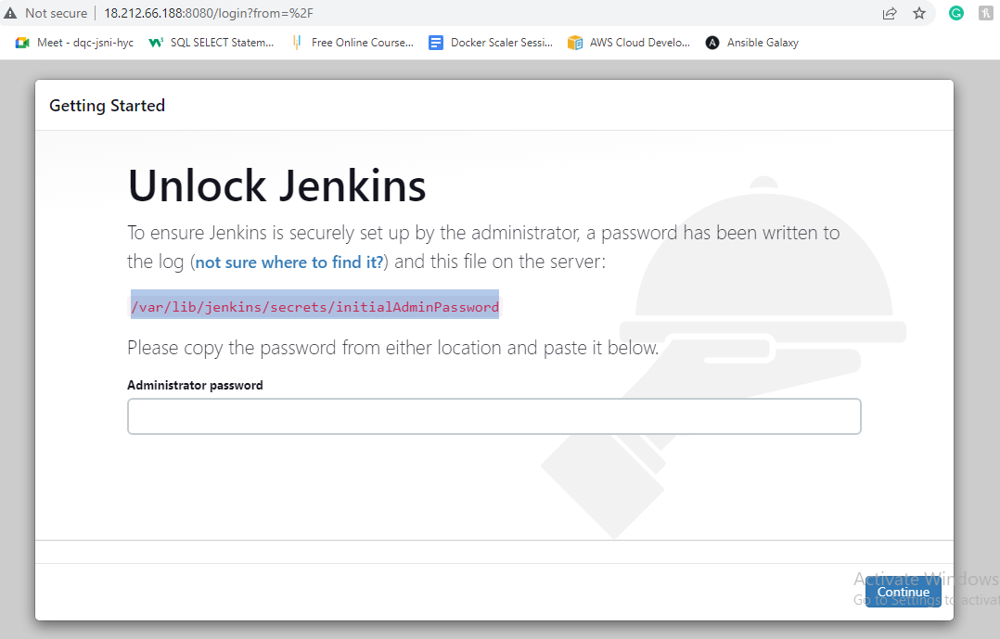 Not secure | 18.212.66.188:8080/login?from=%2F
Meet - dqc-jsni-hyc SQL SELECT Statem... Free Online Course... Docker Scaler Sessi... AWS Cloud Develo... Ansible Galaxy
Getting Started
Unlock Jenkins
To ensure Jenkins is securely set up by the administrator, a password has been written to
the log (not sure where to find it?) and this file on the server:
/var/lib/jenkins/secrets/initialAdminPassword
Please copy the password from either location and paste it below.
Administrator password
Activate Windows
Continue
Go to Settings to activat